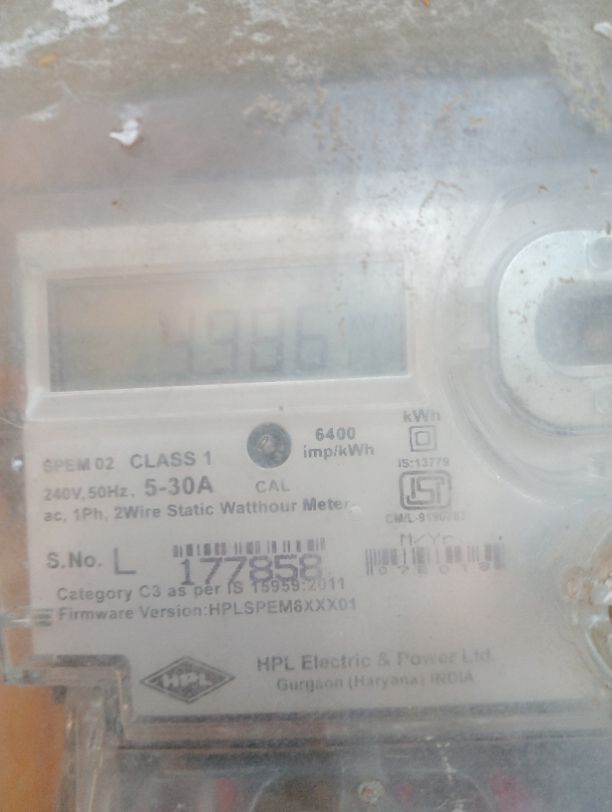 4986
6400
imp/kWh
kWh
IS:13779
SPEM 02 CLASS 1
240V, 50Hz, 5-30A
CAL
ac, 1Ph, 2Wire Static Watthour Meter
S.No. L 177858
M/Yr
072018
Category C3 as per IS 15959:2011
Firmware Version:HPLSPEM6XXX01
HPL
HPL Electric & Power Ltd.
Gurgaon (Haryana) INDIA